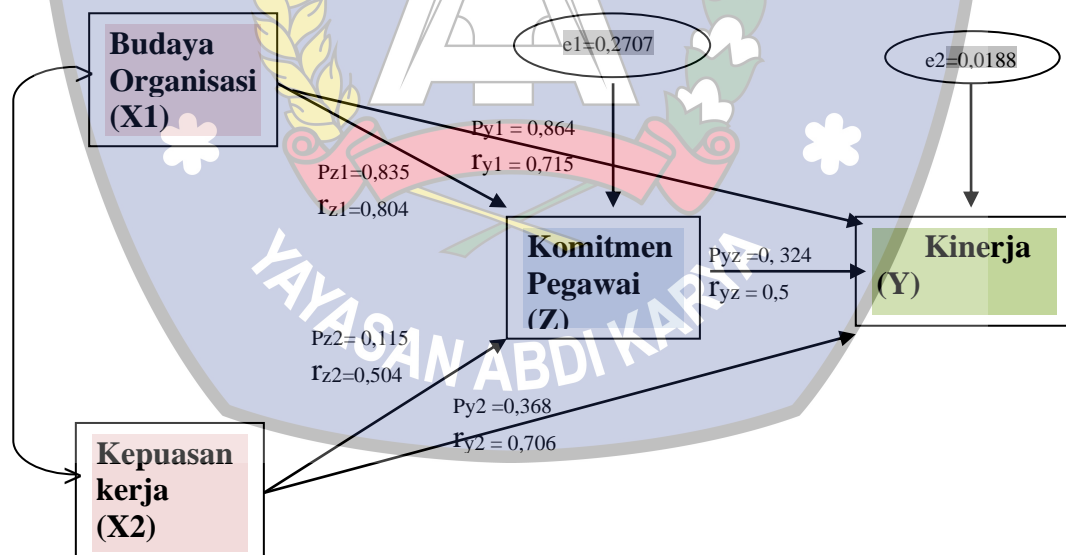 Budaya
Organisasi
(X1)
e1=0,2707
e2=0,0188
Py1 = 0,864
ry1 = 0,715
Pz1=0,835
rz1=0,804
Komitmen
Pegawai
(Z)
Pyz =0, 324
ryz = 0,5
Kinerja
(Y)
YAYASAN ABDI KARYA
Pz2= 0,115
rz2=0,504
Py2 =0,368
ry2 = 0,706
Kepuasan
kerja
(X2)